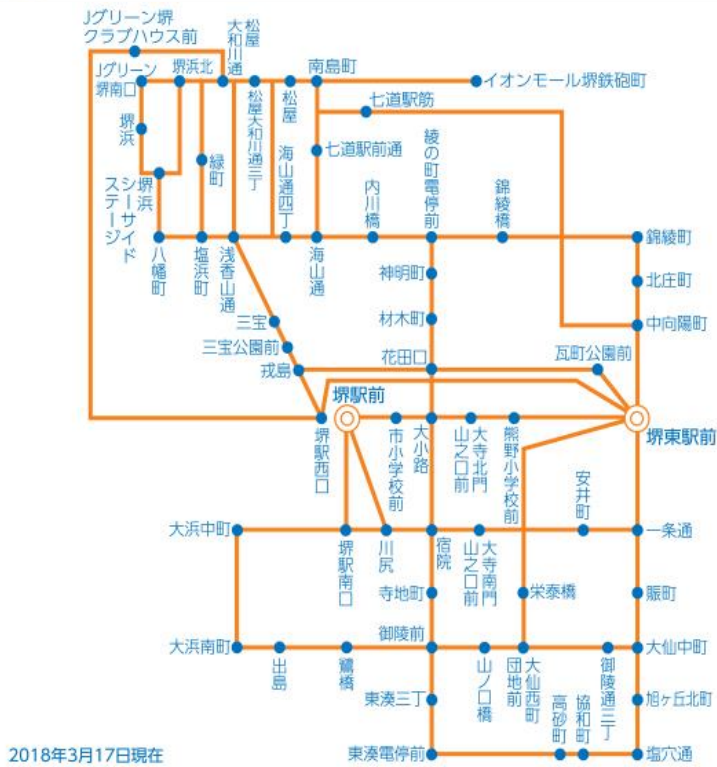 Jグリーン堺
クラブハウス前
松屋
大和川通
Jグリーン
堺南口
堺浜北
南島町
イオンモール堺鉄砲町
七道駅筋
松屋大和川通三丁
松屋
堺浜
緑町
海山通四丁
七道駅前通
内川橋
綾の町電停前
錦綾橋
錦綾町
堺浜
シーサイド
ステージ
八幡町
塩浜町
浅香山通
海山通
神明町
北庄町
材木町
中向陽町
三宝
三宝公園前
戎島
花田口
瓦町公園前
堺駅前
堺東駅前
堺駅西口
市小学校前
大小路
大寺北門
山之口前
熊野小学校前
安井町
大浜中町
堺駅南口
川尻
宿院
大寺南門
山之口前
一条通
寺地町
栄泰橋
賑町
御陵前
大仙中町
大浜南町
出島
鷺橋
山ノ口橋
大仙西町
団地前
御陵通三丁
東湊三丁
高砂町
協和町
旭ヶ丘北町
東湊電停前
塩穴通
2018年3月17日現在